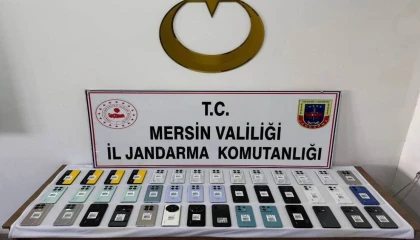 T.C.
MERSİN VALİLİĞİ
İL JANDARMA KOMUTANLIĞI